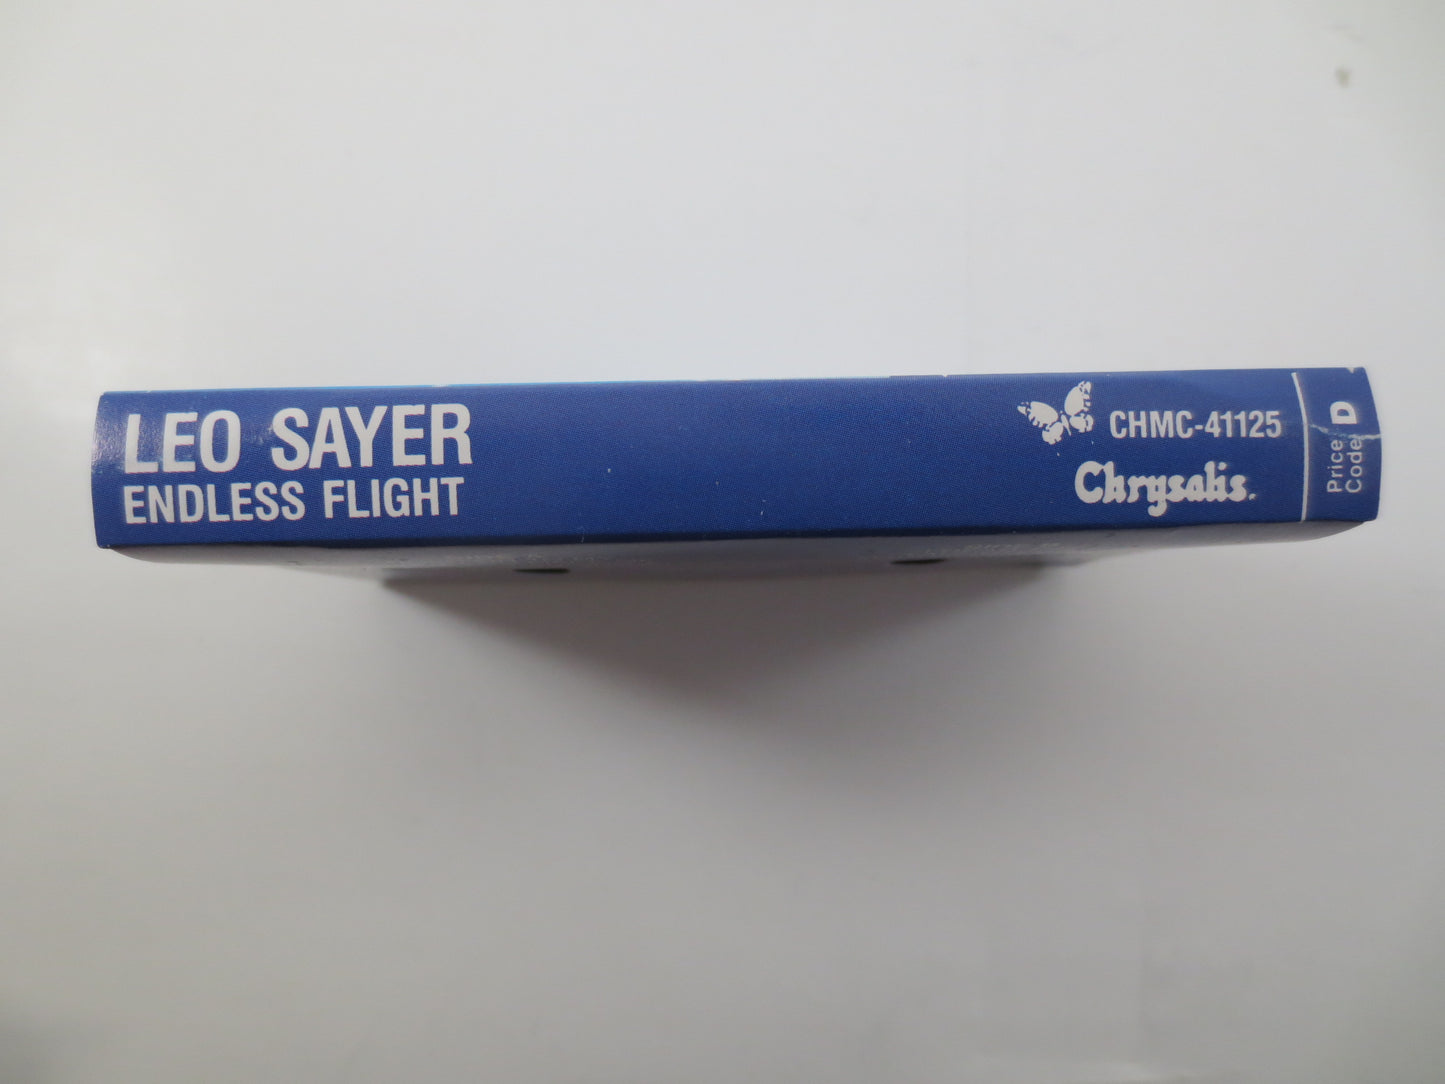 LEO SAYER
ENDLESS FLIGHT
CHMC-41125
Chrysalis.
Price
Code D